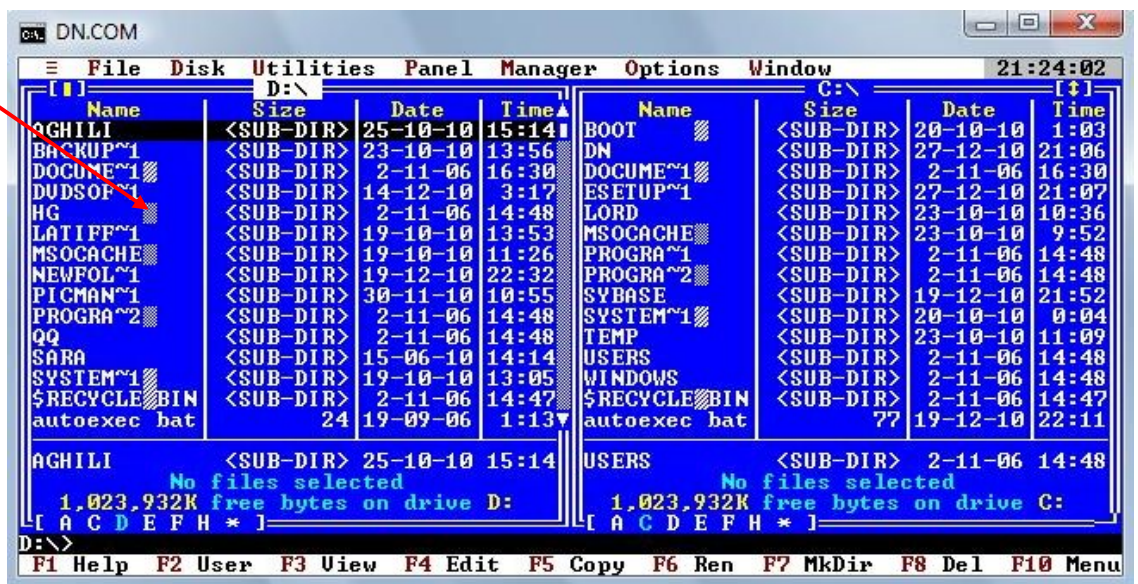 DN.COM
≡ File Disk Utilities Panel Manager Options Window 21:24:02
D:\ C:\
Name Size Date Time Name Size Date Time
AGHILI <SUB-DIR> 25-10-10 15:14 BOOT <SUB-DIR> 20-10-10 1:03
BACKUP~1 <SUB-DIR> 23-10-10 13:56 DN <SUB-DIR> 27-12-10 21:06
DOCUME~1 <SUB-DIR> 2-11-06 16:30 DOCUME~1 <SUB-DIR> 2-11-06 16:30
DVDSOF~1 <SUB-DIR> 14-12-10 3:17 ESETUP~1 <SUB-DIR> 27-12-10 21:07
HG <SUB-DIR> 2-11-06 14:48 LORD <SUB-DIR> 23-10-10 10:36
LATIFF~1 <SUB-DIR> 19-10-10 13:53 MSOCACHE <SUB-DIR> 23-10-10 9:52
MSOCACHE <SUB-DIR> 19-10-10 11:26 PROGRA~1 <SUB-DIR> 2-11-06 14:48
NEWFOL~1 <SUB-DIR> 19-12-10 22:32 PROGRA~2 <SUB-DIR> 2-11-06 14:48
PICMAN~1 <SUB-DIR> 30-11-10 10:55 SYBASE <SUB-DIR> 19-12-10 21:52
PROGRA~2 <SUB-DIR> 2-11-06 14:48 SYSTEM~1 <SUB-DIR> 20-10-10 0:04
QQ <SUB-DIR> 2-11-06 14:48 TEMP <SUB-DIR> 23-10-10 11:09
SARA <SUB-DIR> 15-06-10 14:14 USERS <SUB-DIR> 2-11-06 14:48
SYSTEM~1 <SUB-DIR> 19-10-10 13:05 WINDOWS <SUB-DIR> 2-11-06 14:48
$RECYCLE BIN <SUB-DIR> 2-11-06 14:47 $RECYCLE BIN <SUB-DIR> 2-11-06 14:47
autoexec bat 24 19-09-06 1:13 autoexec bat 77 19-12-10 22:11
AGHILI <SUB-DIR> 25-10-10 15:14 USERS <SUB-DIR> 2-11-06 14:48
No files selected No files selected
1,023,932K free bytes on drive D: 1,023,932K free bytes on drive C:
[ A C D E F H * ] [ A C D E F H * ]
D:\>
F1 Help F2 User F3 View F4 Edit F5 Copy F6 Ren F7 MkDir F8 Del F10 Menu